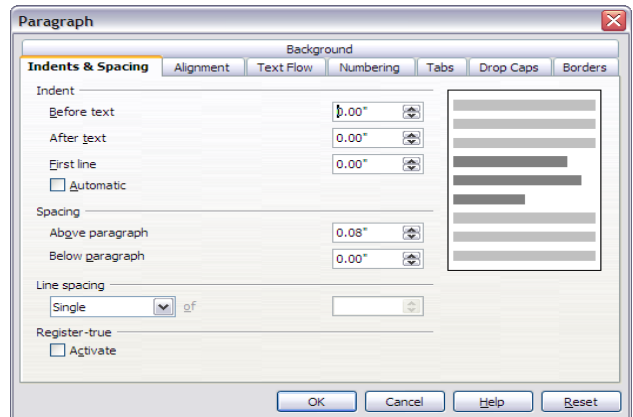 Paragraph
Background
Indents & Spacing Alignment Text Flow Numbering Tabs Drop Caps Borders
Indent
Before text 0.00"
After text 0.00"
First line 0.00"
Automatic
Spacing
Above paragraph 0.08"
Below paragraph 0.00"
Line spacing
Single of
Register-true
Activate
OK Cancel Help Reset